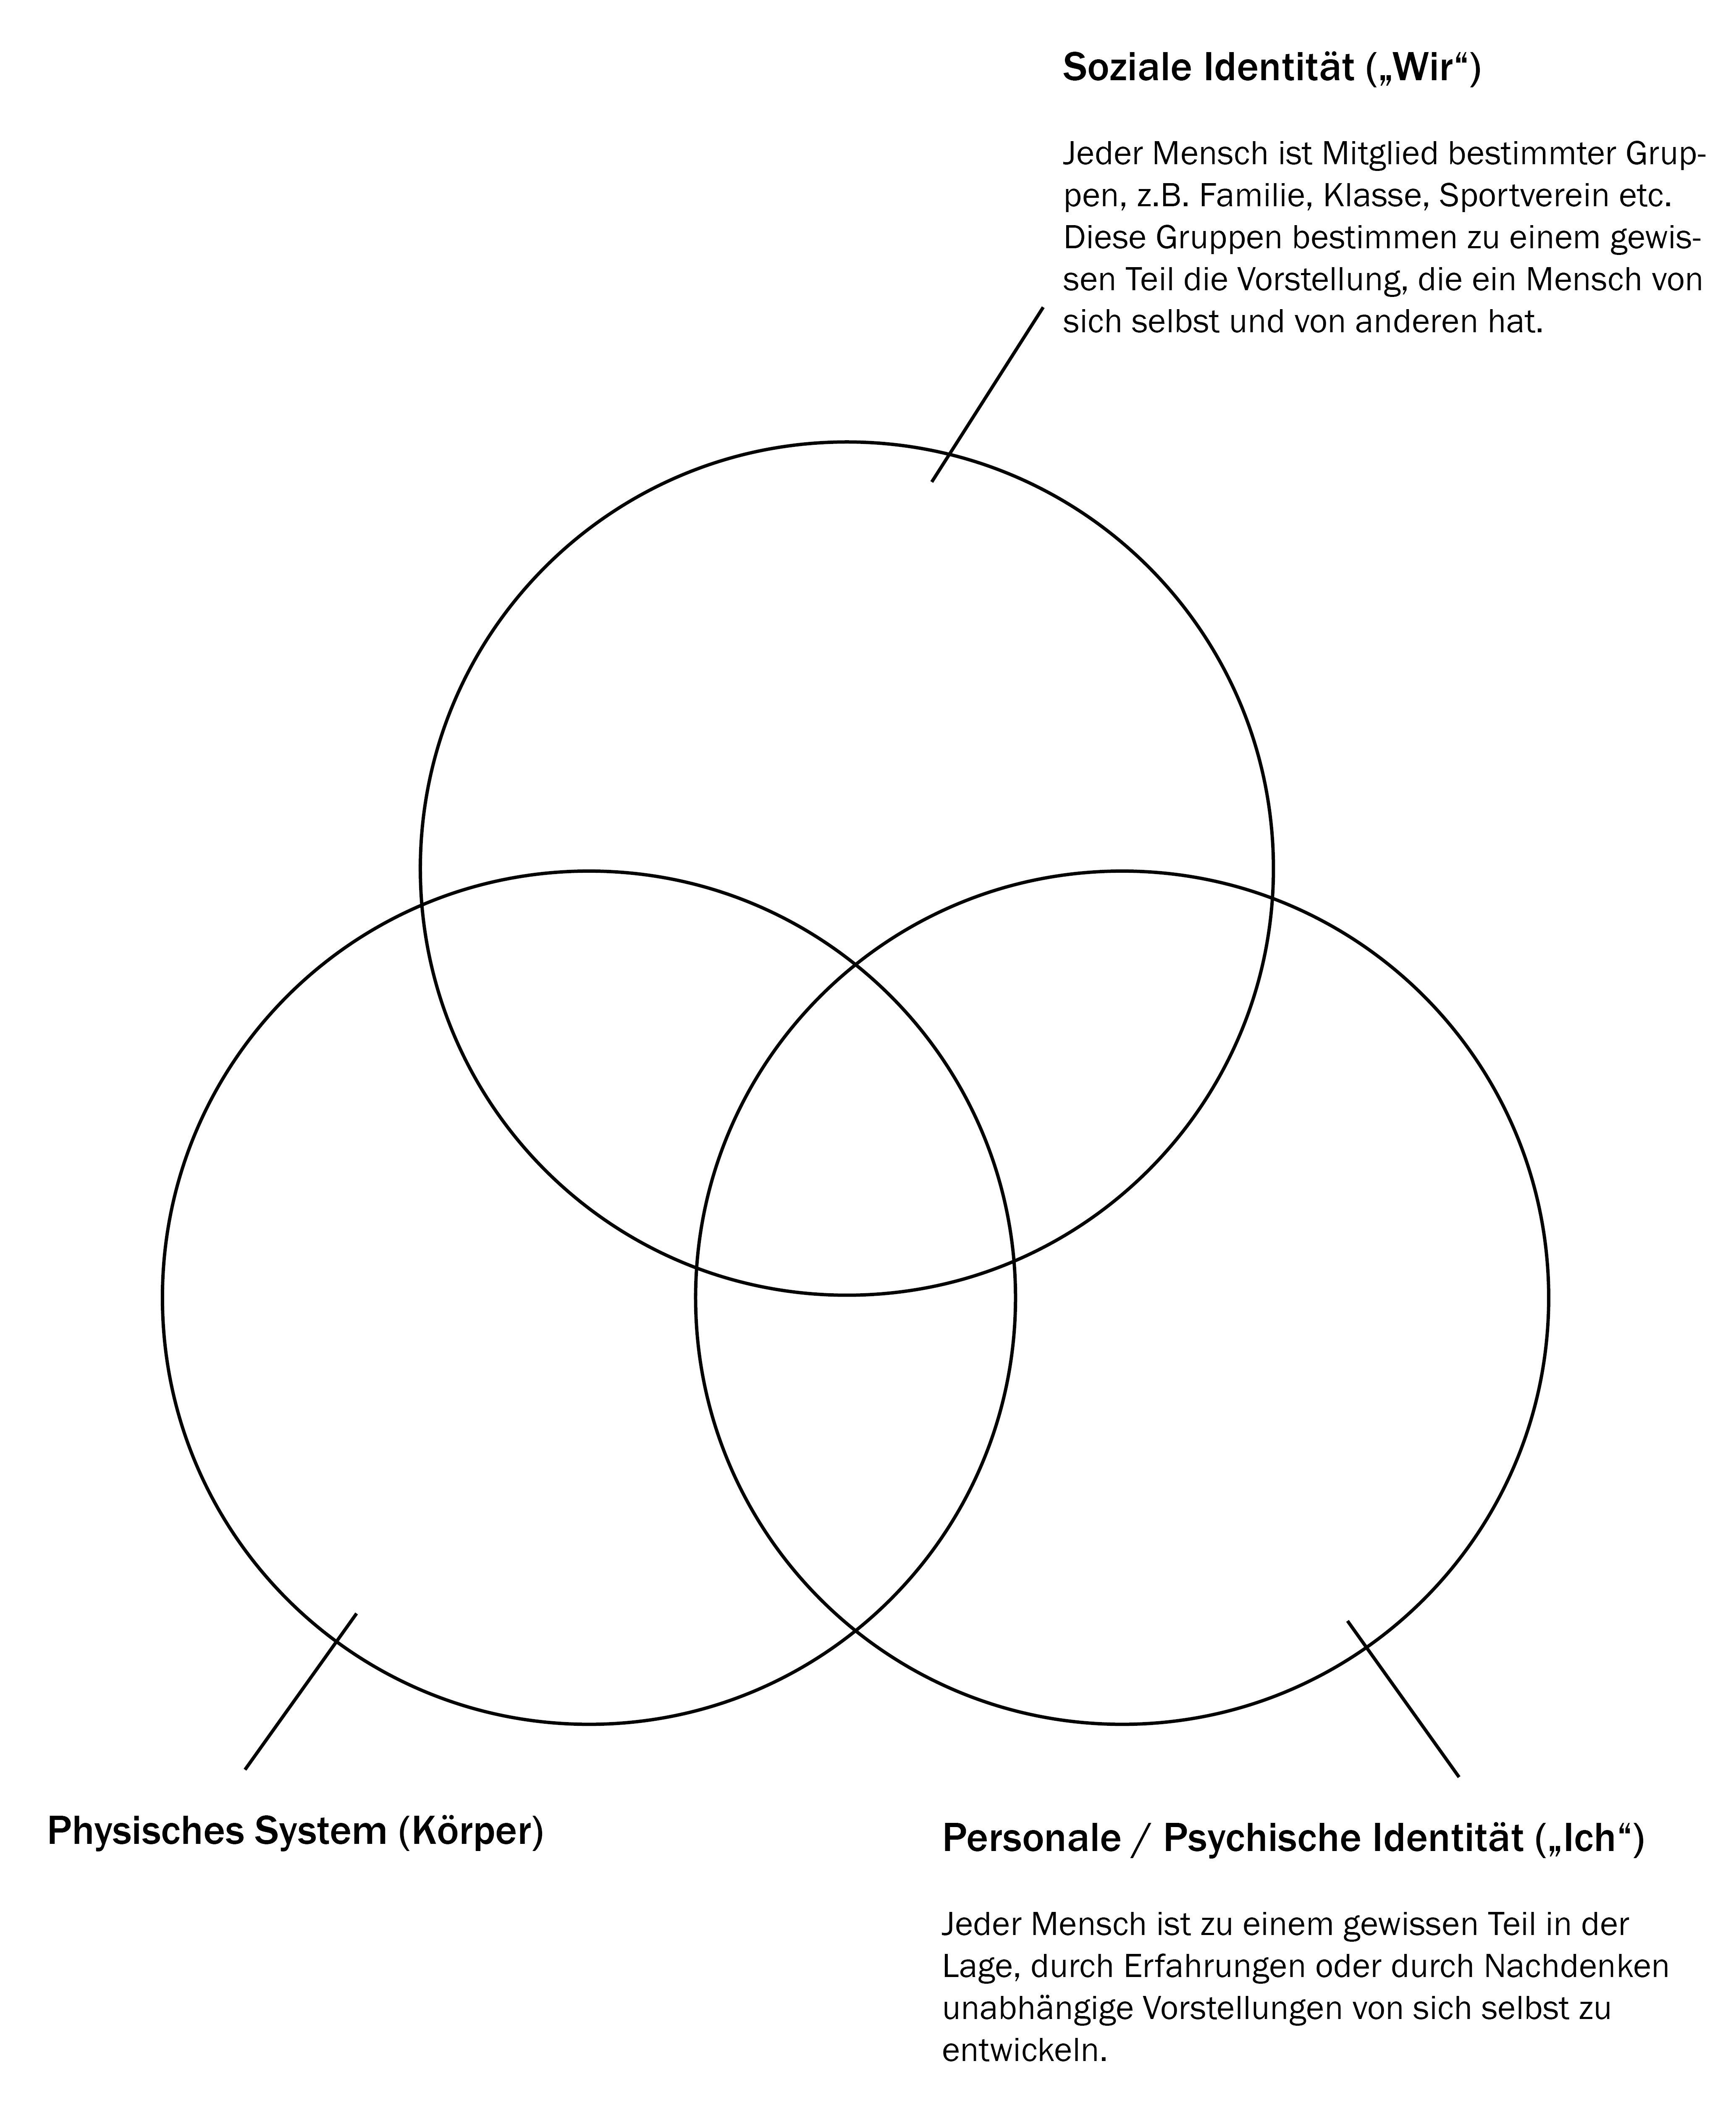 Soziale Identität („Wir“)
Jeder Mensch ist Mitglied bestimmter Grup-
pen, z.B. Familie, Klasse, Sportverein etc.
Diese Gruppen bestimmen zu einem gewis-
sen Teil die Vorstellung, die ein Mensch von
sich selbst und von anderen hat.
Physisches System (Körper)
Personale / Psychische Identität („Ich“)
Jeder Mensch ist zu einem gewissen Teil in der
Lage, durch Erfahrungen oder durch Nachdenken
unabhängige Vorstellungen von sich selbst zu
entwickeln.